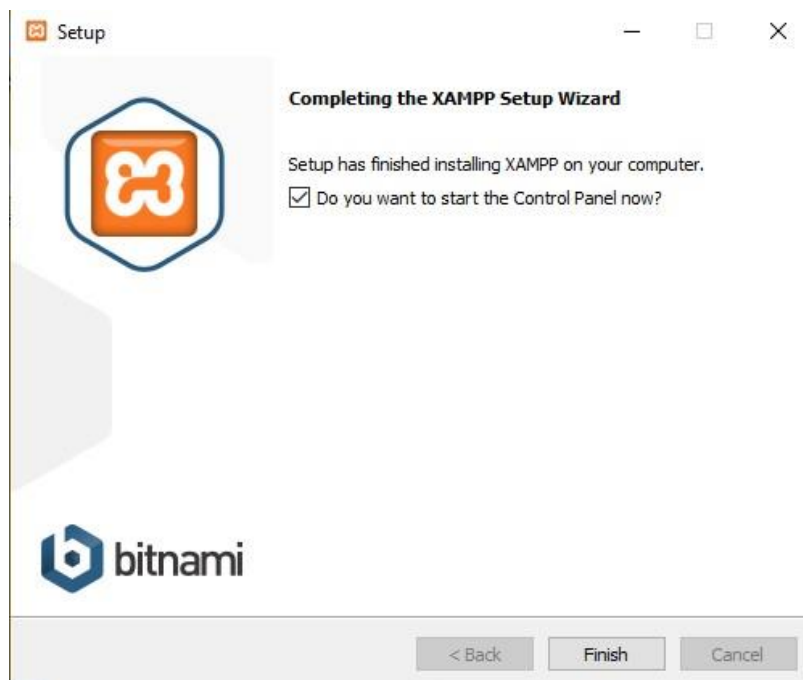 Setup
Completing the XAMPP Setup Wizard
Setup has finished installing XAMPP on your computer.
Do you want to start the Control Panel now?
bitnami
< Back
Finish
Cancel